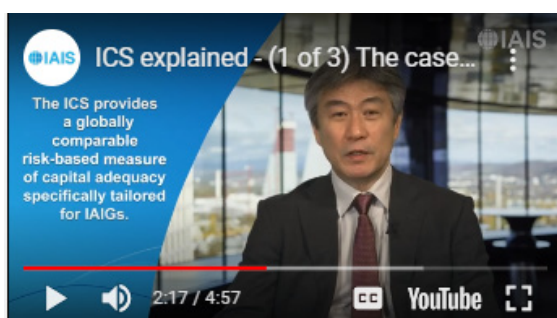 IAIS
ICS explained - (1 of 3) The case...
IAIS
The ICS provides
a globally
comparable
risk-based measure
of capital adequacy
specifically tailored
for IAIGs.
2:17 / 4:57
CC
YouTube